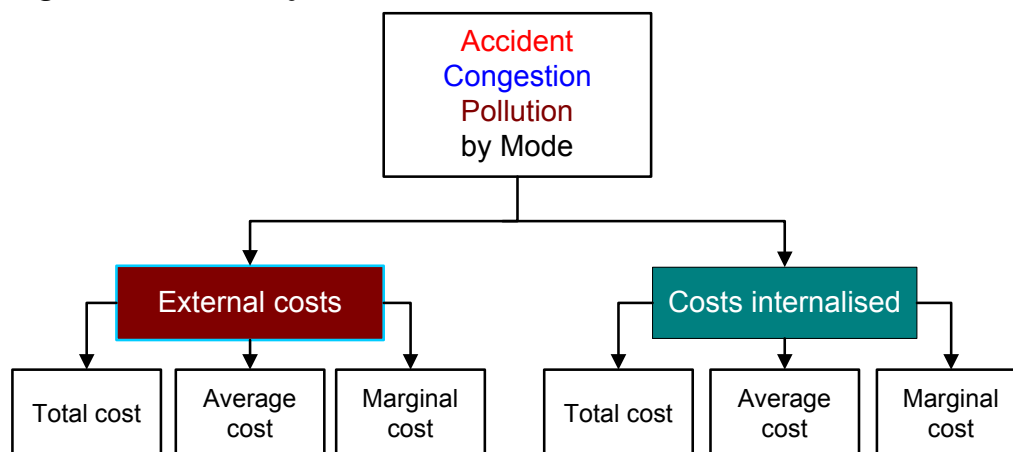 Accident
Congestion
Pollution
by Mode
External costs
Costs internalised
Total cost
Average
cost
Marginal
cost
Total cost
Average
cost
Marginal
cost